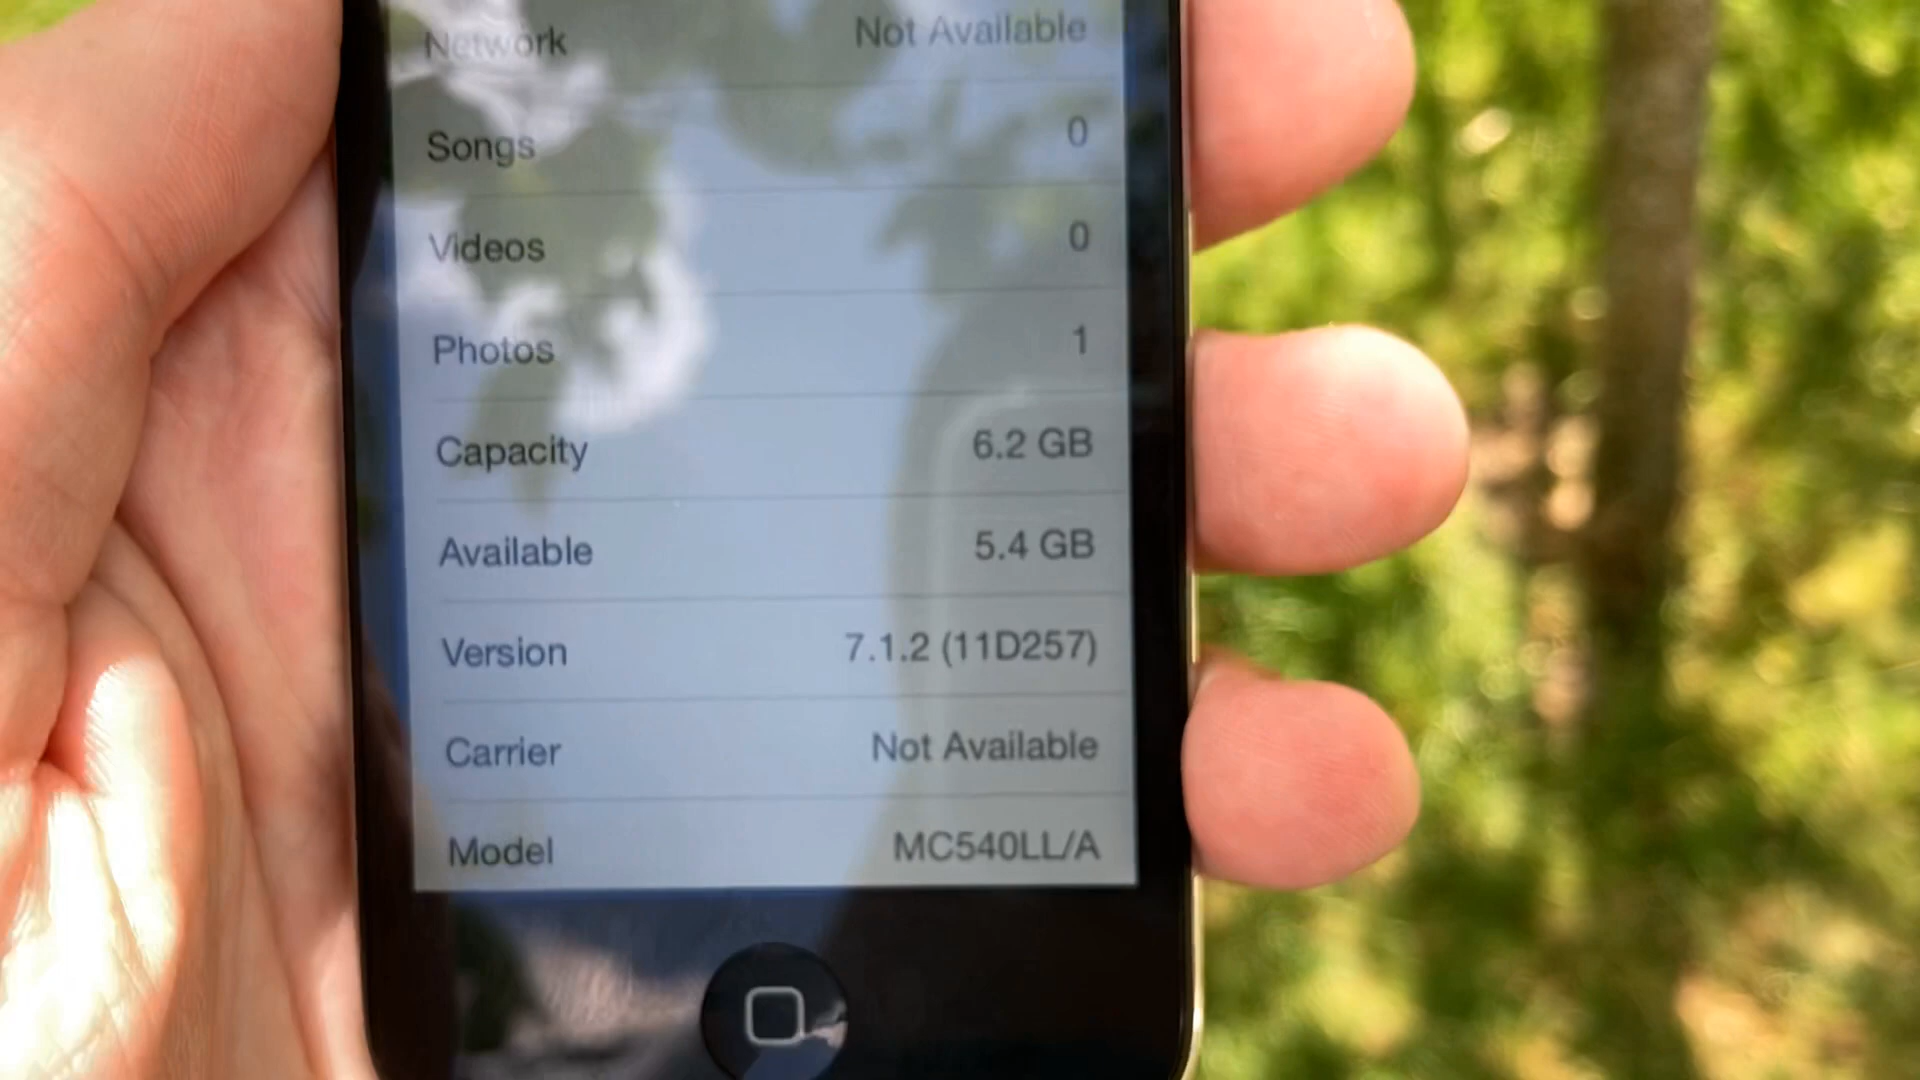 Network Not Available
Songs 0
Videos 0
Photos 1
Capacity 6.2 GB
Available 5.4 GB
Version 7.1.2 (11D257)
Carrier Not Available
Model MC540LL/A